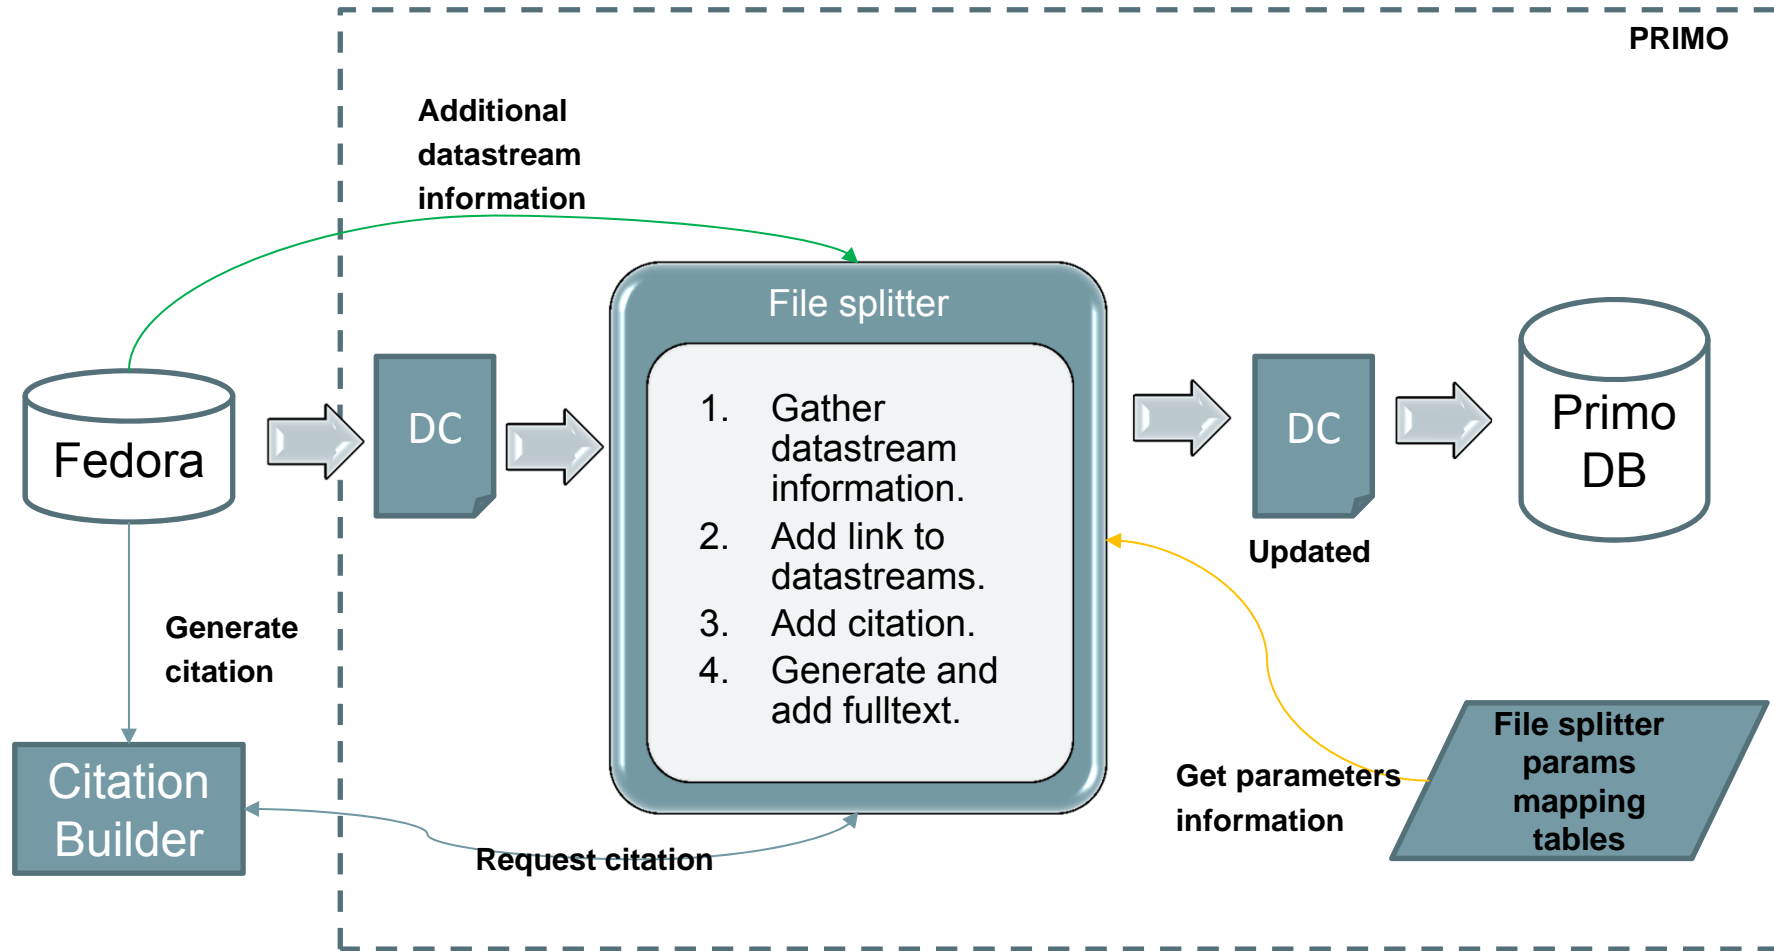 PRIMO
Additional
datastream
information
File splitter
1. Gather
datastream
information.
2. Add link to
datastreams.
3. Add citation.
4. Generate and
add fulltext.
Fedora
DC
DC
Updated
Primo
DB
Generate
citation
Citation
Builder
Request citation
Get parameters
information
File splitter
params
mapping
tables